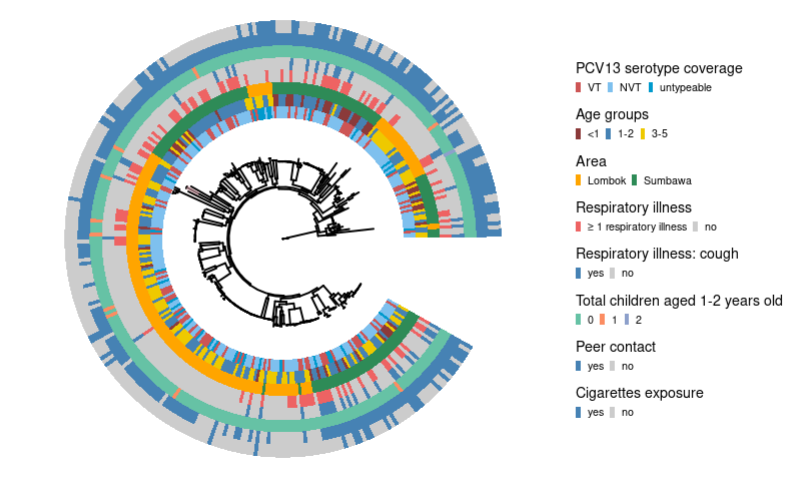 PCV13 serotype coverage
VT NVT untypeable
Age groups
<1 1-2 3-5
Area
Lombok Sumbawa
Respiratory illness
≥ 1 respiratory illness no
Respiratory illness: cough
yes no
Total children aged 1-2 years old
0 1 2
Peer contact
yes no
Cigarettes exposure
yes no